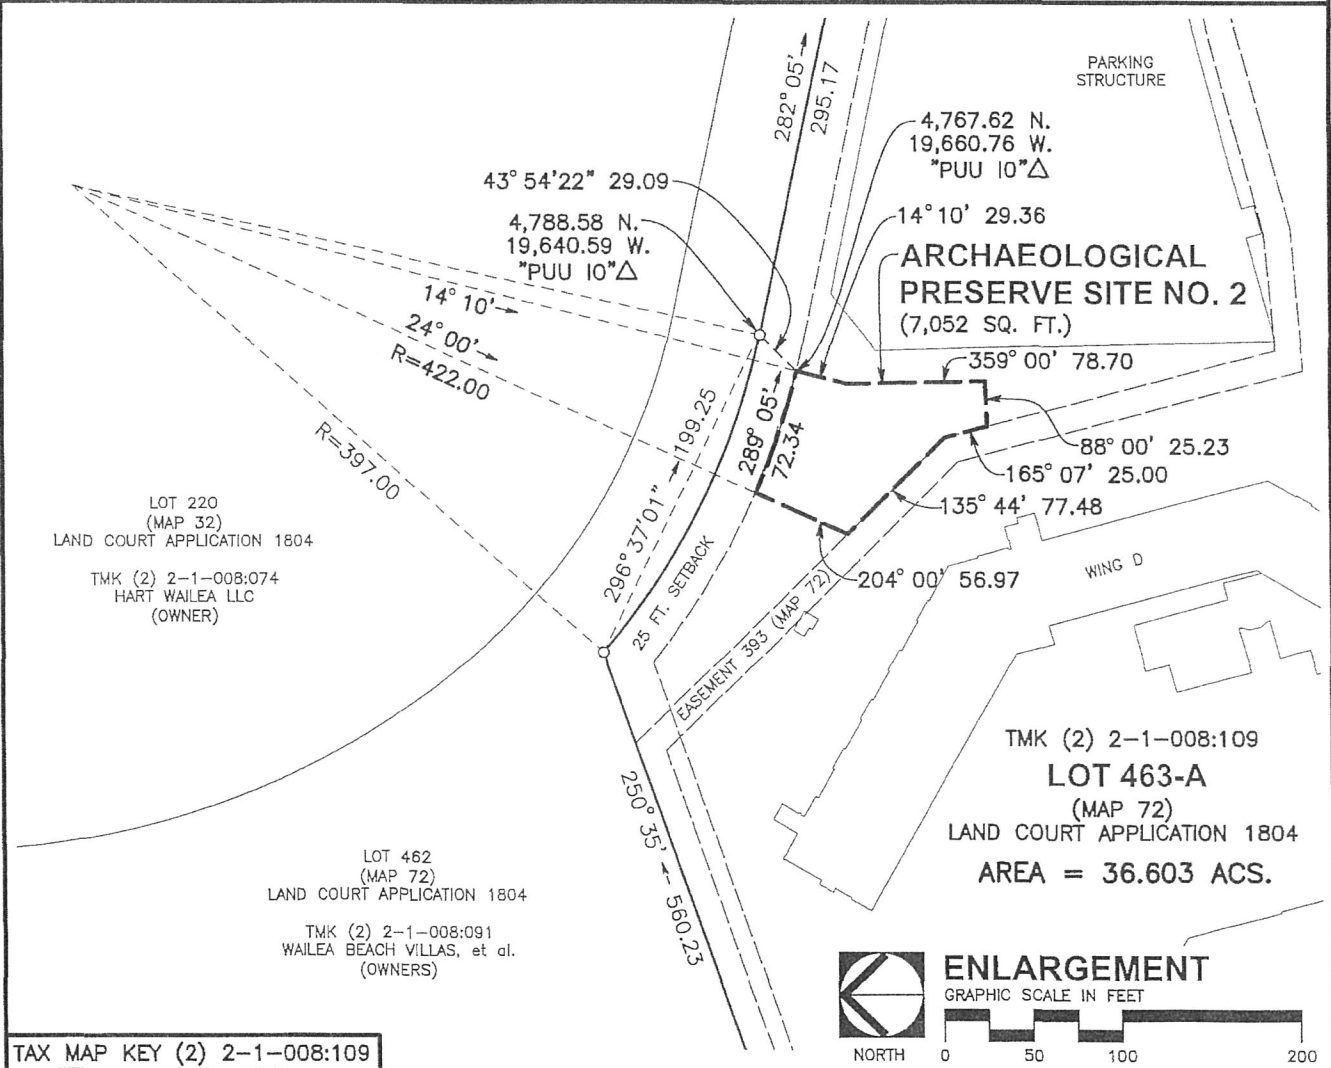 PARKING
STRUCTURE
282° 05'
295.17
4,767.62 N.
19,660.76 W.
"PUU IO"△
43° 54'22" 29.09
4,788.58 N.
19,640.59 W.
"PUU IO"△
14° 10' 29.36
ARCHAEOLOGICAL
PRESERVE SITE NO. 2
(7,052 SQ. FT.)
14° 10'
24° 00'
R=422.00
R=397.00
359° 00' 78.70
289° 05'
72.34
296° 37'01" 199.25
88° 00' 25.23
165° 07' 25.00
135° 44' 77.48
204° 00' 56.97
25 FT. SETBACK
EASEMENT 393 (MAP 72)
WING D
LOT 220
(MAP 32)
LAND COURT APPLICATION 1804
TMK (2) 2-1-008:074
HART WAILEA LLC
(OWNER)
TMK (2) 2-1-008:109
LOT 463-A
(MAP 72)
LAND COURT APPLICATION 1804
AREA = 36.603 ACS.
250° 35' 560.23
LOT 462
(MAP 72)
LAND COURT APPLICATION 1804
TMK (2) 2-1-008:091
WAILEA BEACH VILLAS, et al.
(OWNERS)
NORTH
ENLARGEMENT
GRAPHIC SCALE IN FEET
0 50 100 200
TAX MAP KEY (2) 2-1-008:109